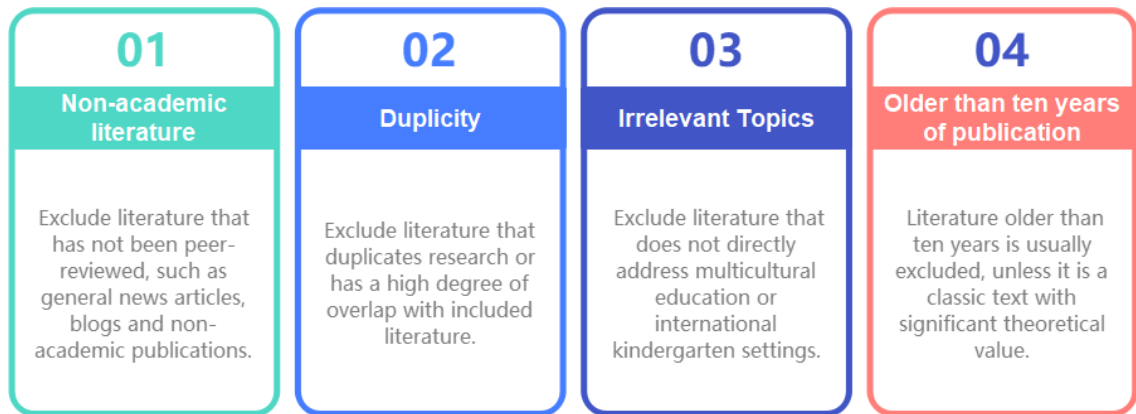 01
Non-academic
literature
Exclude literature that
has not been peer-
reviewed, such as
general news articles,
blogs and non-
academic publications.
02
Duplicity
Exclude literature that
duplicates research or
has a high degree of
overlap with included
literature.
03
Irrelevant Topics
Exclude literature that
does not directly
address multicultural
education or
international
kindergarten settings.
04
Older than ten years
of publication
Literature older than
ten years is usually
excluded, unless it is a
classic text with
significant theoretical
value.